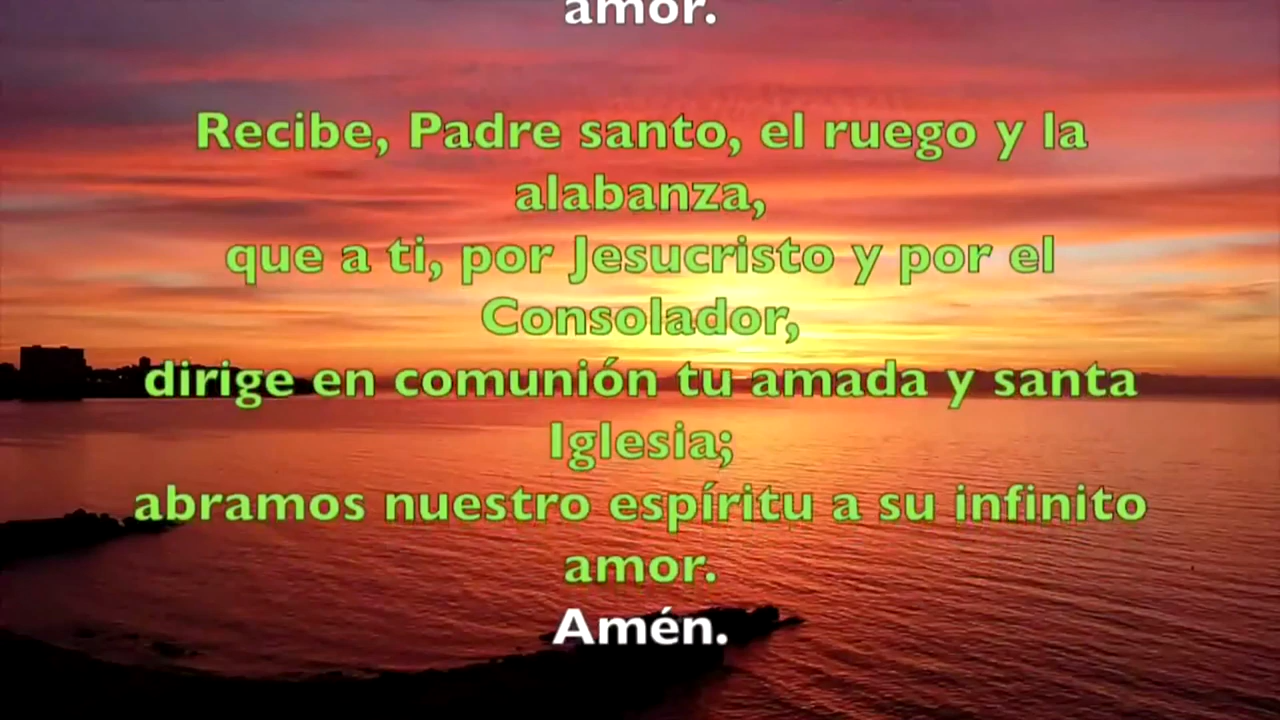 amor.
Recibe, Padre santo, el ruego y la
alabanza,
que a ti, por Jesucristo y por el
Consolador,
dirige en comunión tu amada y santa
Iglesia;
abramos nuestro espíritu a su infinito
amor.
Amén.